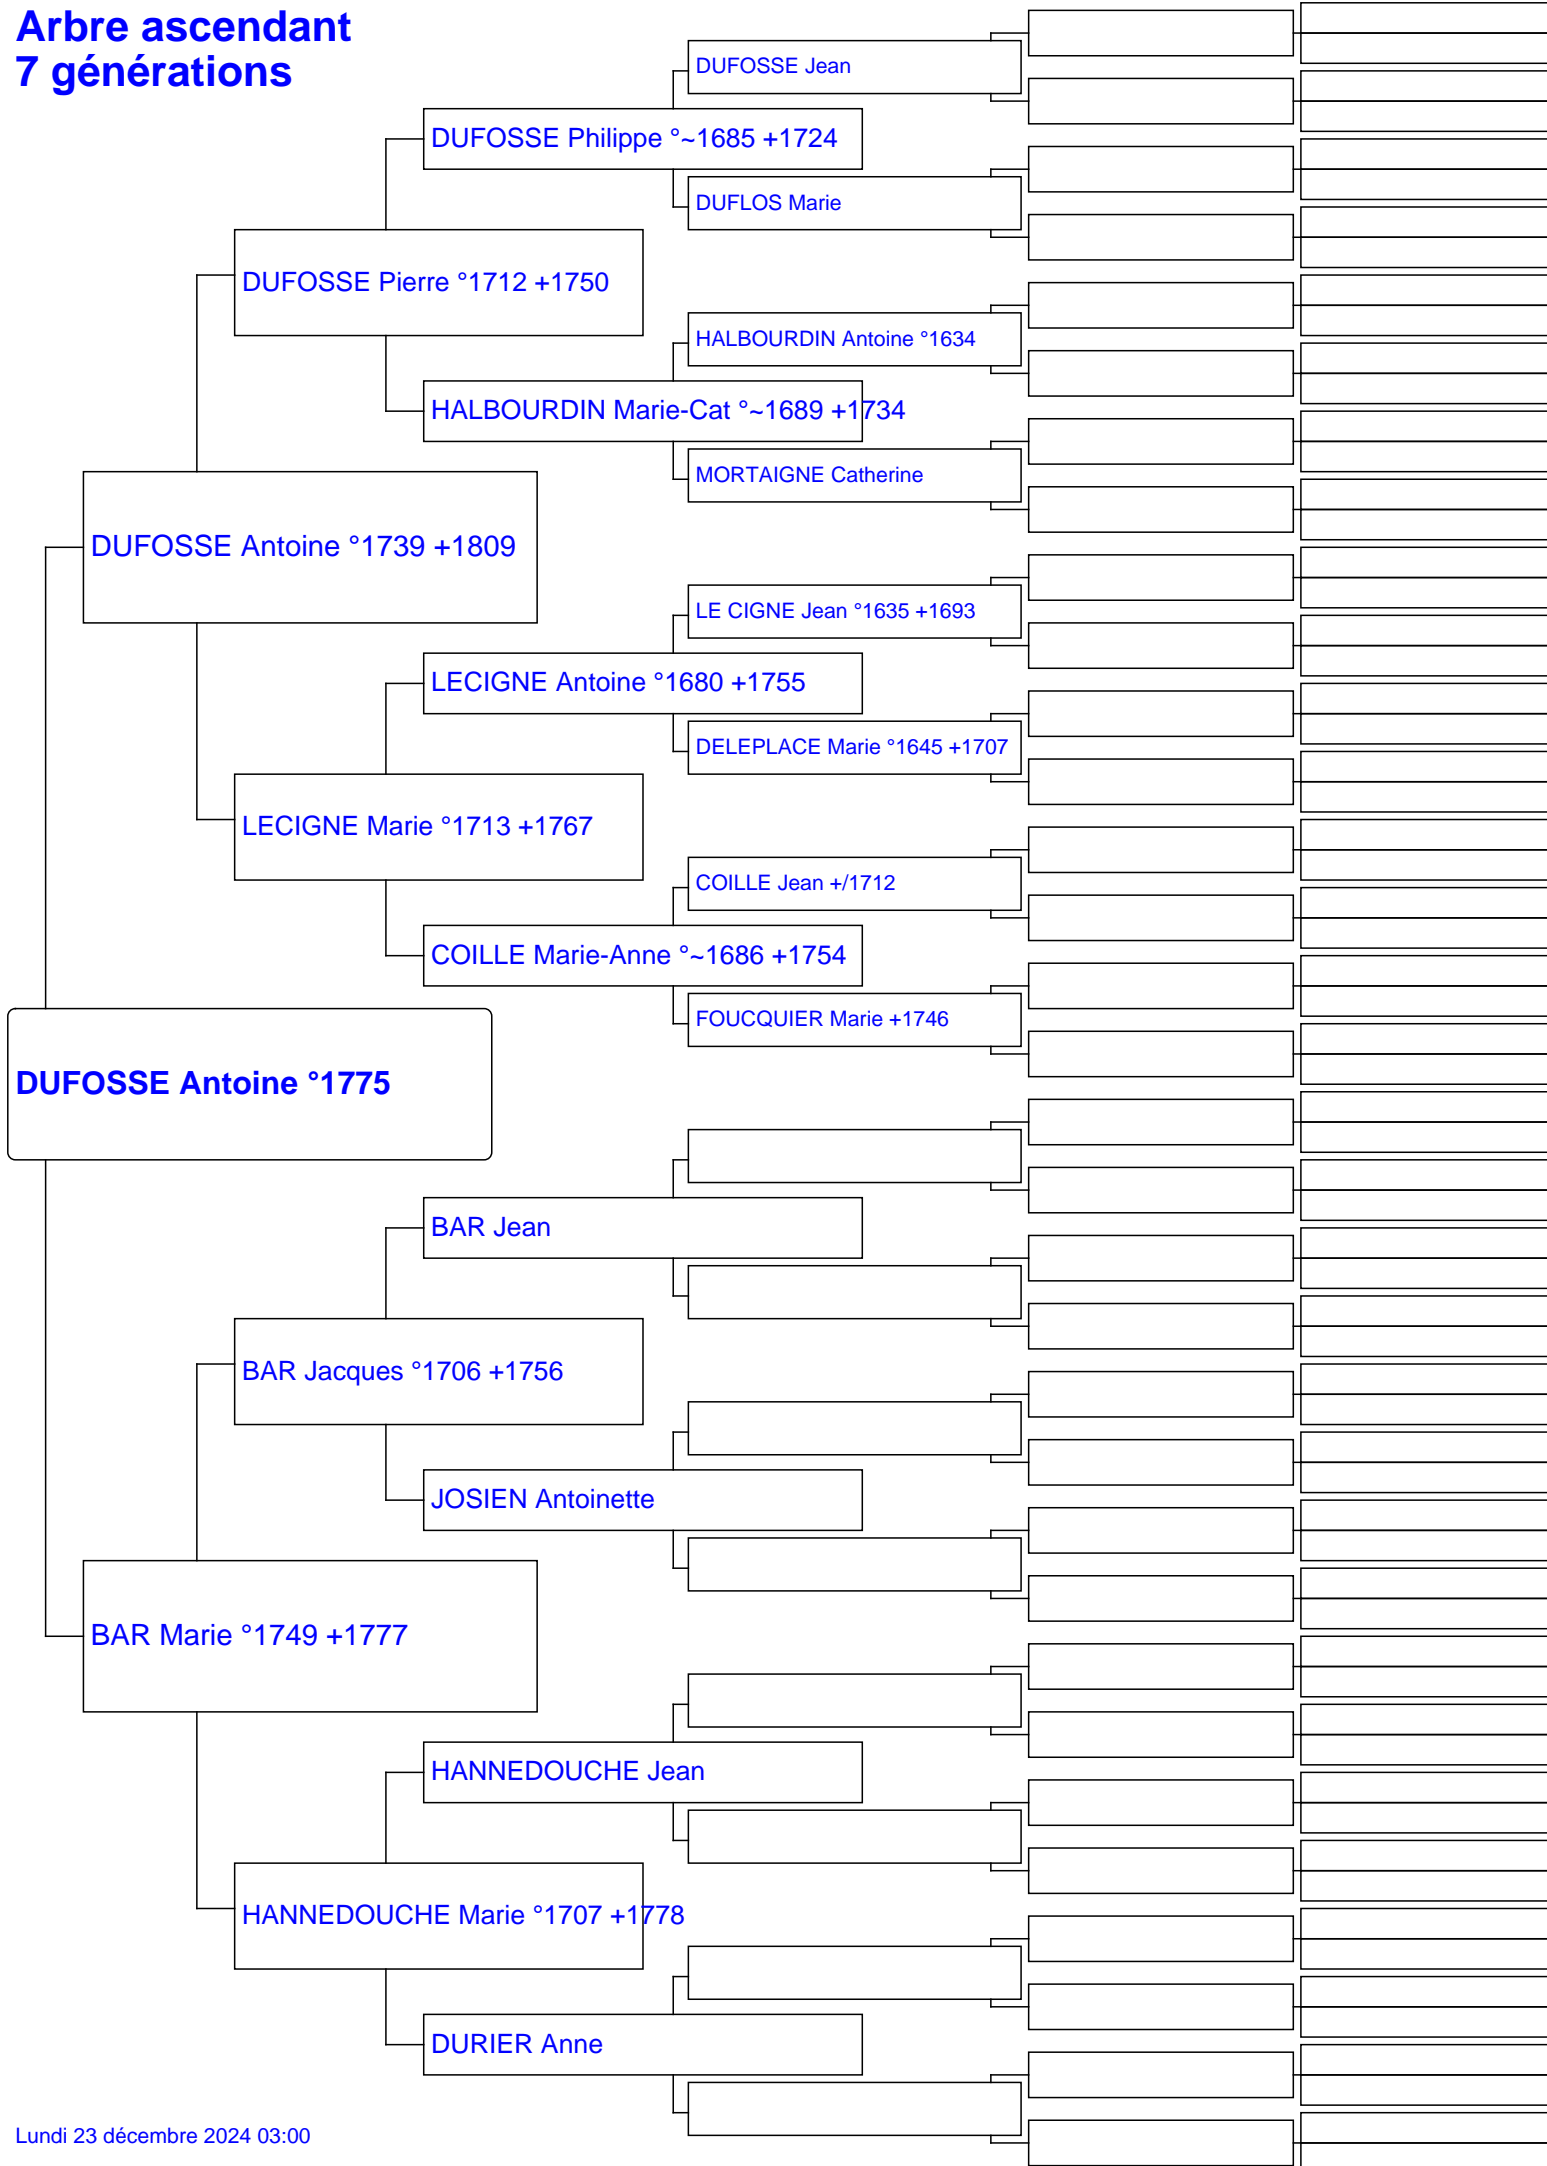 Arbre ascendant
7 générations
DUFOSSE Jean
DUFOSSE Philippe °~1685 +1724
DUFLOS Marie
DUFOSSE Pierre °1712 +1750
HALBOURDIN Antoine °1634
HALBOURDIN Marie-Cat °~1689 +1734
MORTAIGNE Catherine
DUFOSSE Antoine °1739 +1809
LE CIGNE Jean °1635 +1693
LECIGNE Antoine °1680 +1755
DELEPLACE Marie °1645 +1707
LECIGNE Marie °1713 +1767
COILLE Jean +/1712
COILLE Marie-Anne °~1686 +1754
FOUCQUIER Marie +1746
DUFOSSE Antoine °1775
BAR Jean
BAR Jacques °1706 +1756
JOSIEN Antoinette
BAR Marie °1749 +1777
HANNEDOUCHE Jean
HANNEDOUCHE Marie °1707 +1778
DURIER Anne
Lundi 23 décembre 2024 03:00